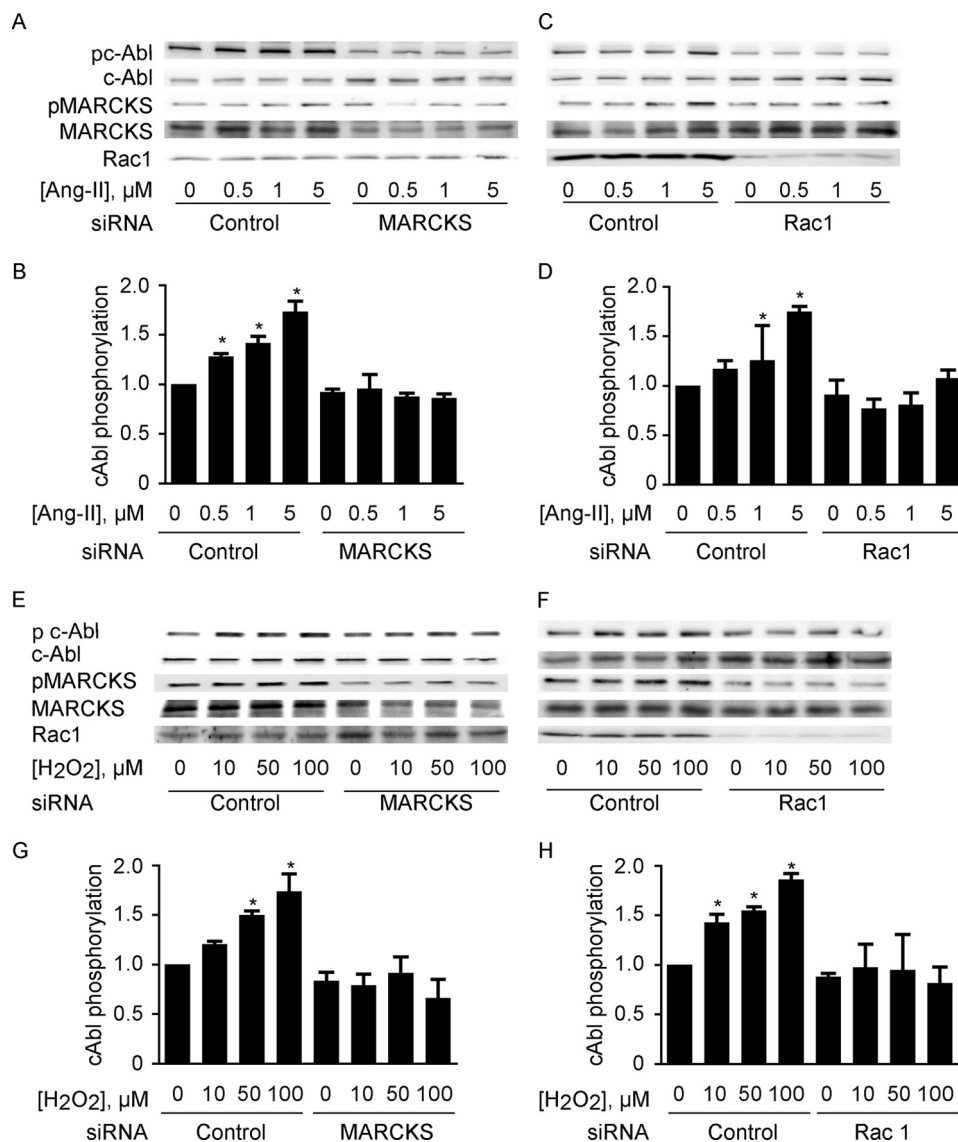 A
pc-Abl
c-Abl
pMARCKS
MARCKS
Rac1
[Ang-II], µM 0 0.5 1 5 0 0.5 1 5
siRNA Control MARCKS
C
0 0.5 1 5 0 0.5 1 5
Control Rac1
B
cAbl phosphorylation
2.0
1.5
1.0
0.5
0
* * *
[Ang-II], µM 0 0.5 1 5 0 0.5 1 5
siRNA Control MARCKS
D
cAbl phosphorylation
2.0
1.5
1.0
0.5
0
* *
[Ang-II], µM 0 0.5 1 5 0 0.5 1 5
siRNA Control Rac1
E
p c-Abl
c-Abl
pMARCKS
MARCKS
Rac1
[H2O2], µM 0 10 50 100 0 10 50 100
siRNA Control MARCKS
F
0 10 50 100 0 10 50 100
Control Rac1
G
cAbl phosphorylation
2.0
1.5
1.0
0.5
0
* *
[H2O2], µM 0 10 50 100 0 10 50 100
siRNA Control MARCKS
H
cAbl phosphorylation
2.0
1.5
1.0
0.5
0
* * *
[H2O2], µM 0 10 50 100 0 10 50 100
siRNA Control Rac 1